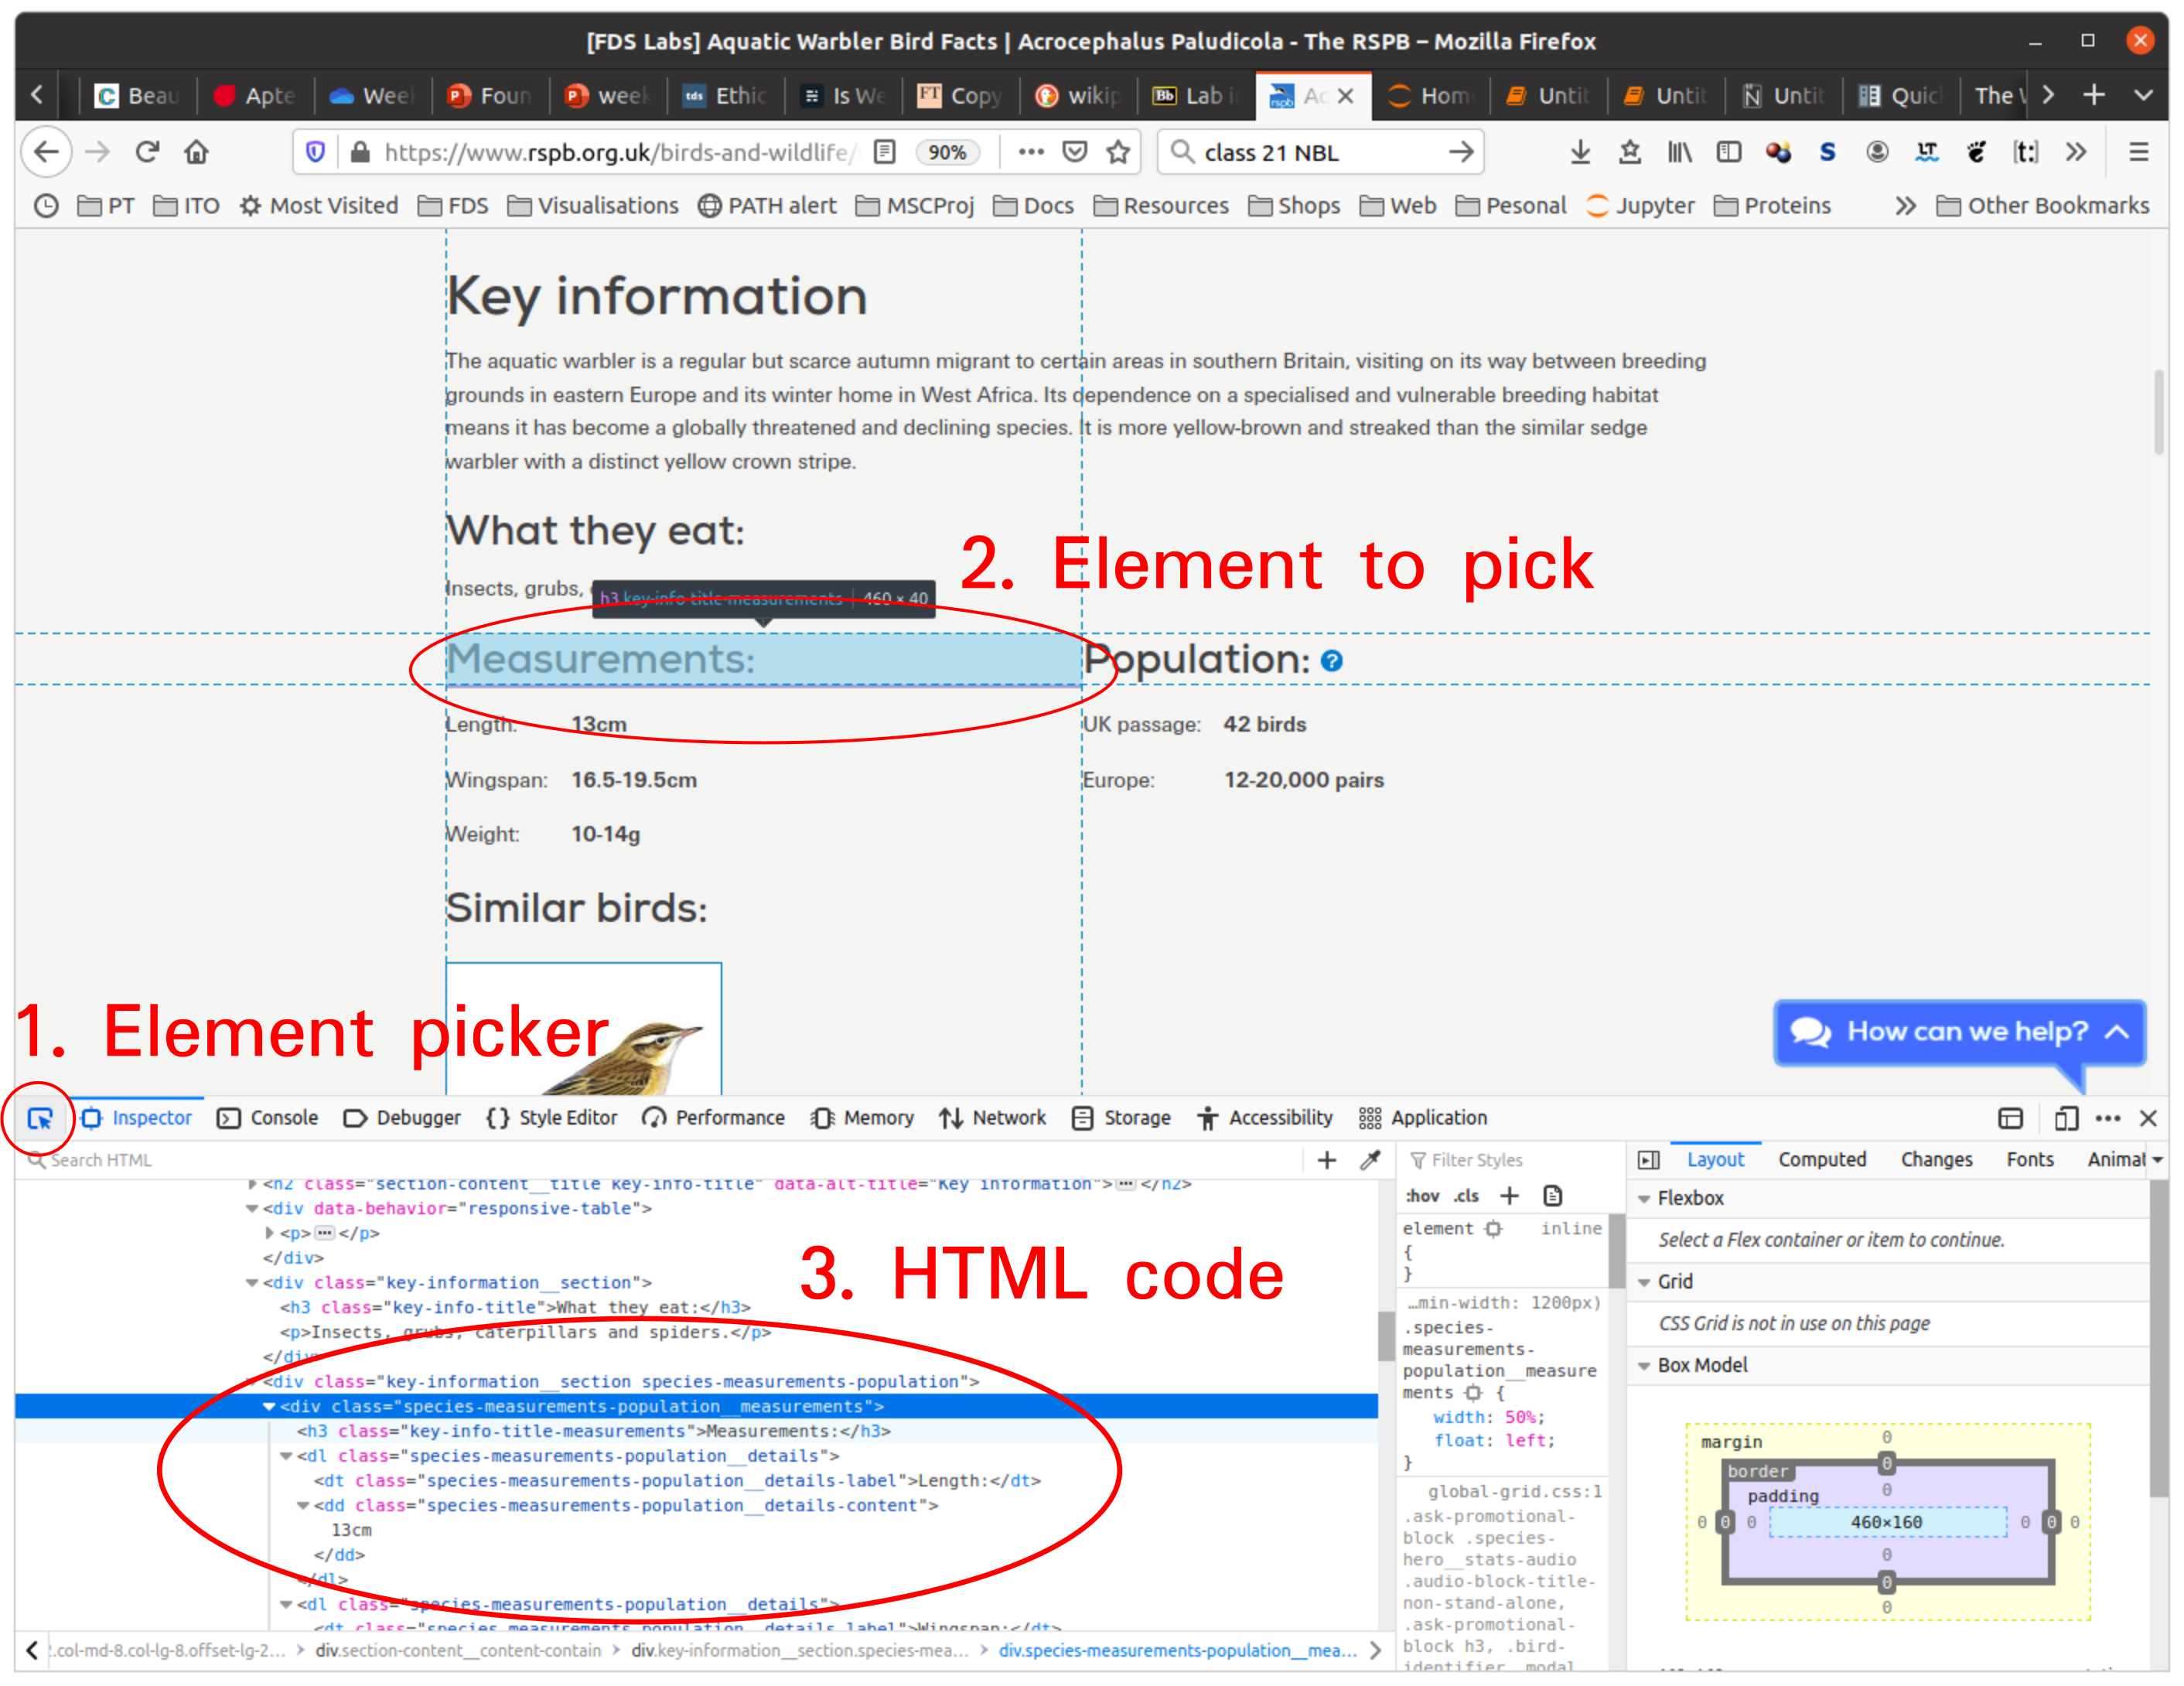 [FDS Labs] Aquatic Warbler Bird Facts | Acrocephalus Paludicola - The RSPB – Mozilla Firefox
Beau Apte Week Foun week Ethic Is We FT Copy wikip Bb Lab i rspb Ac Hom Untit Untit Untit Quic The
https://www.rspb.org.uk/birds-and-wildlife/ 90% class 21 NBL
PT ITO Most Visited FDS Visualisations PATH alert MSCProj Docs Resources Shops Web Pesonal Jupyter Proteins Other Bookmarks
Key information
The aquatic warbler is a regular but scarce autumn migrant to certain areas in southern Britain, visiting on its way between breeding
grounds in eastern Europe and its winter home in West Africa. Its dependence on a specialised and vulnerable breeding habitat
means it has become a globally threatened and declining species. It is more yellow-brown and streaked than the similar sedge
warbler with a distinct yellow crown stripe.
What they eat:
2. Element to pick
Insects, grubs,
h3.key-info-title-measurements | 460 × 40
Measurements:
Population: ?
Length: 13cm
UK passage: 42 birds
Wingspan: 16.5-19.5cm
Europe: 12-20,000 pairs
Weight: 10-14g
Similar birds:
1. Element picker
How can we help?
Inspector Console Debugger {} Style Editor Performance Memory Network Storage Accessibility Application
Search HTML
<h2 class="section-content__title key-info-title" data-alt-title="Key information"></h2>
<div data-behavior="responsive-table">
<p></p>
</div>
3. HTML code
<div class="key-information__section">
<h3 class="key-info-title">What they eat:</h3>
<p>Insects, grubs, caterpillars and spiders.</p>
</div>
<div class="key-information__section species-measurements-population">
<div class="species-measurements-population__measurements">
<h3 class="key-info-title-measurements">Measurements:</h3>
<dl class="species-measurements-population__details">
<dt class="species-measurements-population__details-label">Length:</dt>
<dd class="species-measurements-population__details-content">
13cm
</dd>
</dl>
<dl class="species-measurements-population__details">
<dt class="species-measurements-population__details-label">Wingspan:</dt>
.col-md-8.col-lg-8.offset-lg-2... > div.section-content__content-contain > div.key-information__section.species-mea... > div.species-measurements-population__mea...
Filter Styles
:hov .cls +
element inline
{
}
…min-width: 1200px)
.species-
measurements-
population__measure
ments {
width: 50%;
float: left;
}
global-grid.css:1
.ask-promotional-
block .species-
hero__stats-audio
.audio-block-title-
non-stand-alone,
.ask-promotional-
block h3, .bird-
identifier__modal
Layout Computed Changes Fonts Animat
Flexbox
Select a Flex container or item to continue.
Grid
CSS Grid is not in use on this page
Box Model
margin 0
border 0
padding 0
0 0 0 460×160 0 0 0
0
0
0